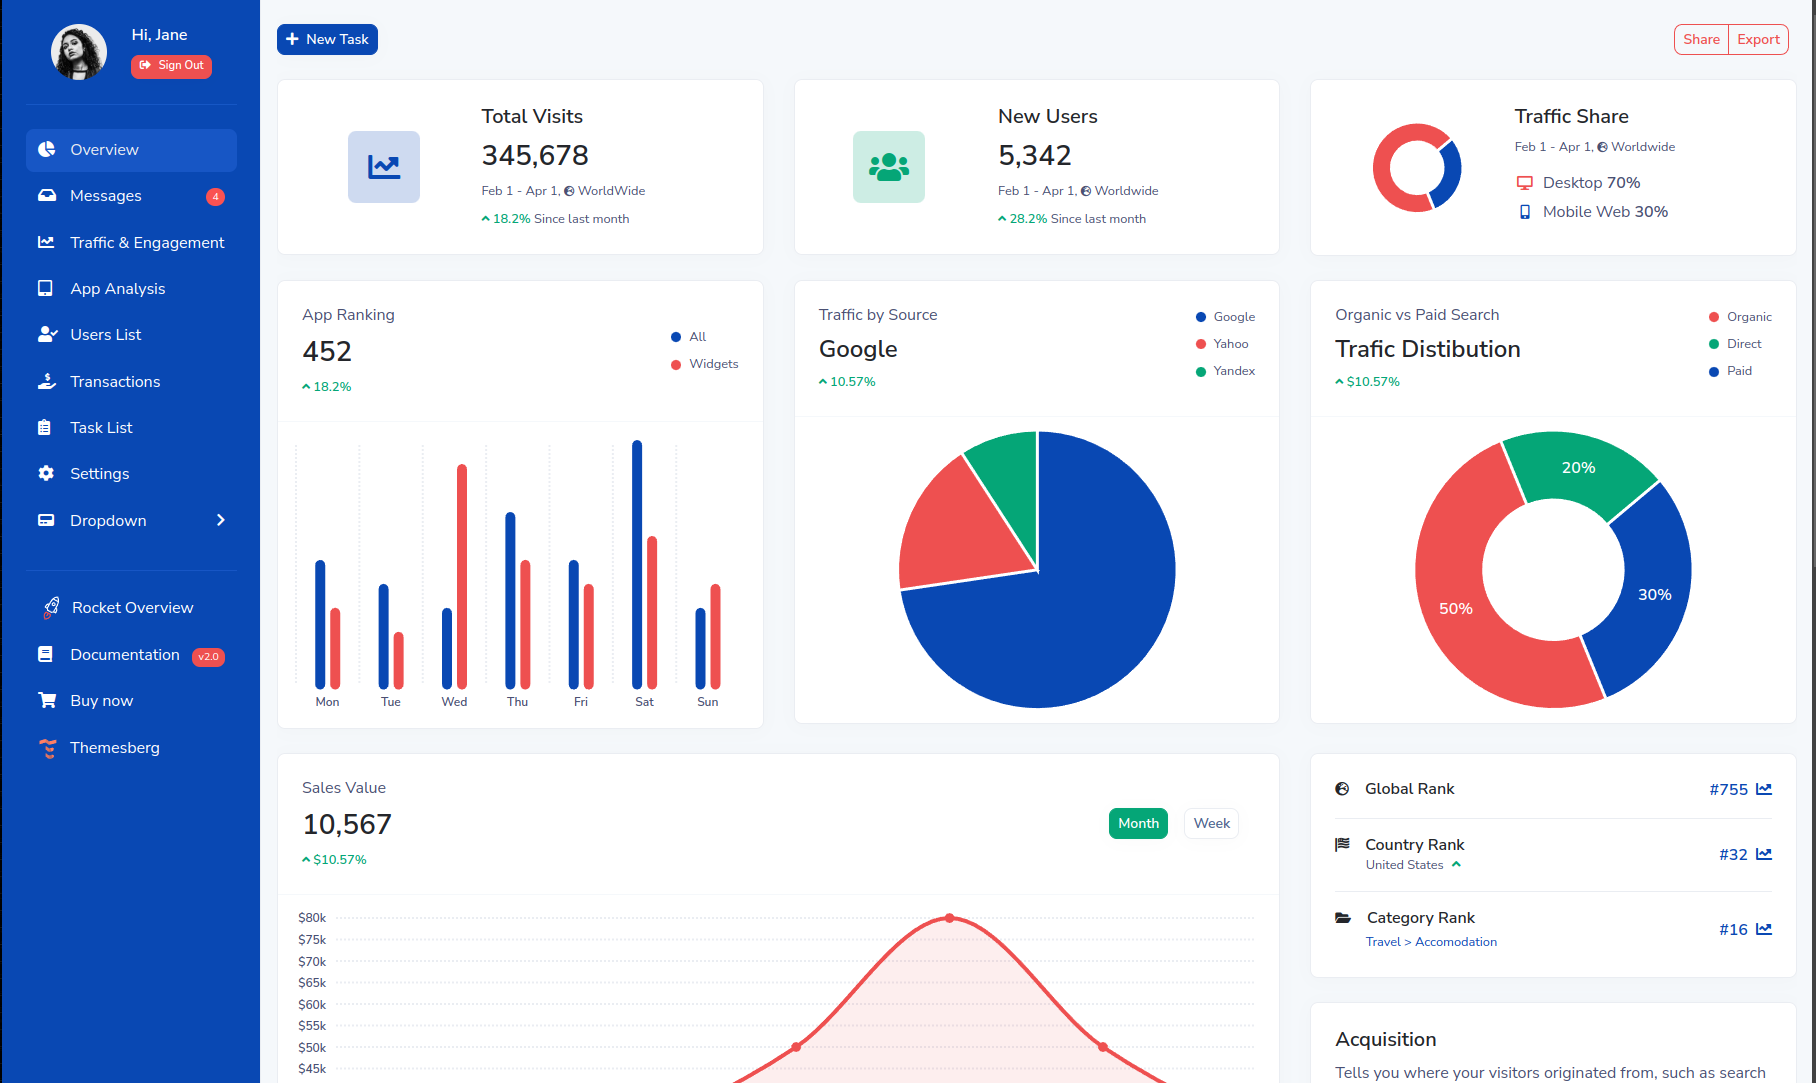 Hi, Jane
Sign Out
Overview
Messages 4
Traffic & Engagement
App Analysis
Users List
Transactions
Task List
Settings
Dropdown
Rocket Overview
Documentation v2.0
Buy now
Themesberg
New Task
Share Export
Total Visits
345,678
Feb 1 - Apr 1, WorldWide
18.2% Since last month
New Users
5,342
Feb 1 - Apr 1, Worldwide
28.2% Since last month
Traffic Share
Feb 1 - Apr 1, Worldwide
Desktop 70%
Mobile Web 30%
App Ranking
452
18.2%
All
Widgets
Mon Tue Wed Thu Fri Sat Sun
Traffic by Source
Google
10.57%
Google
Yahoo
Yandex
Organic vs Paid Search
Trafic Distibution
$10.57%
Organic
Direct
Paid
20%
30%
50%
Sales Value
10,567
$10.57%
Month Week
$80k
$75k
$70k
$65k
$60k
$55k
$50k
$45k
Global Rank #755
Country Rank
United States
#32
Category Rank
Travel > Accomodation
#16
Acquisition
Tells you where your visitors originated from, such as search